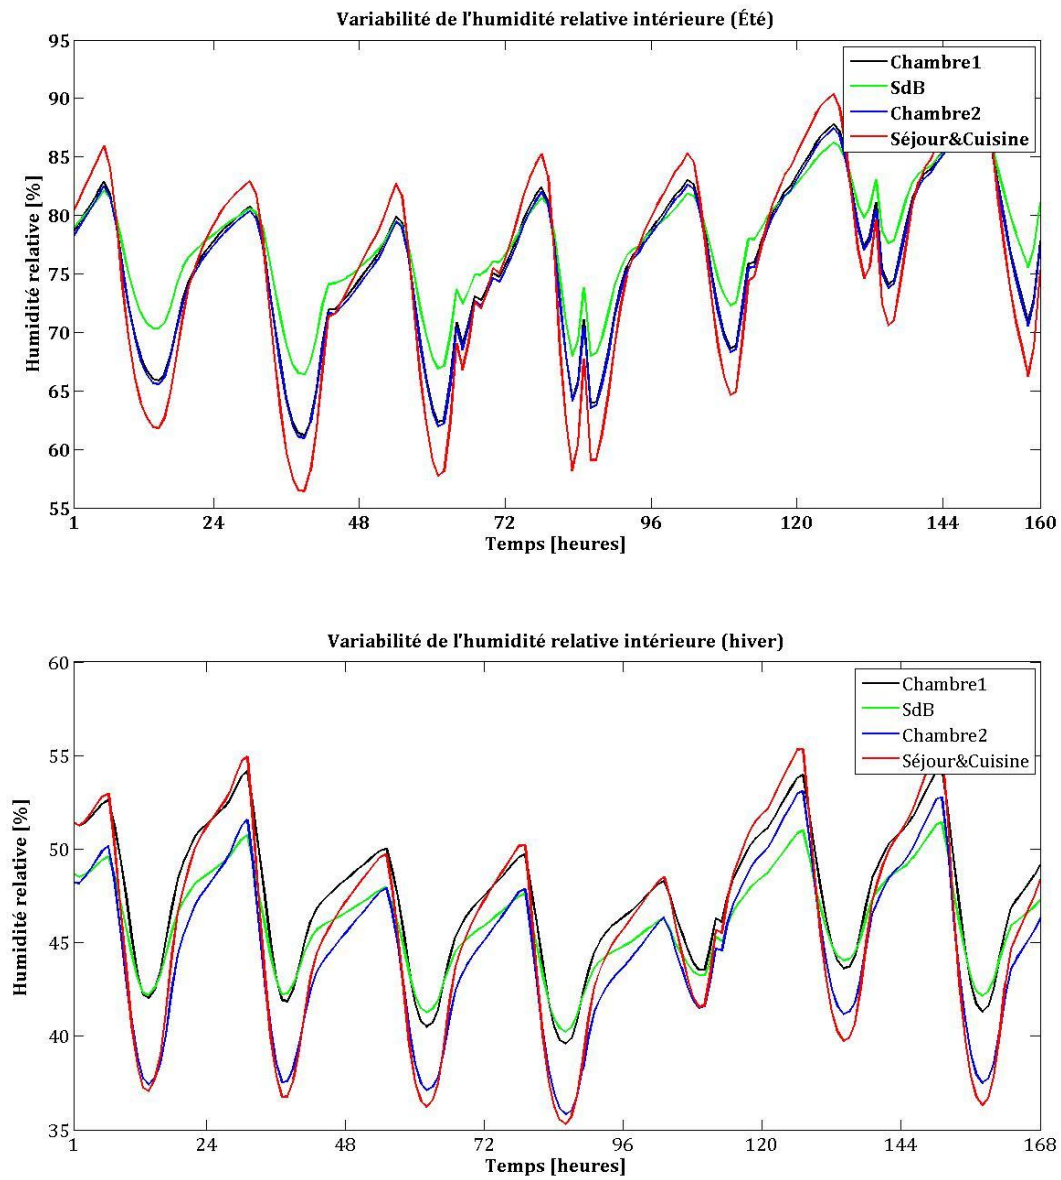 Variabilité de l'humidité relative intérieure (Été)
95
90
85
80
75
70
65
60
55
Humidité relative [%]
Chambre1
SdB
Chambre2
Séjour&Cuisine
1 24 48 72 96 120 144 160
Temps [heures]
Variabilité de l'humidité relative intérieure (hiver)
60
55
50
45
40
35
Humidité relative [%]
Chambre1
SdB
Chambre2
Séjour&Cuisine
1 24 48 72 96 120 144 168
Temps [heures]